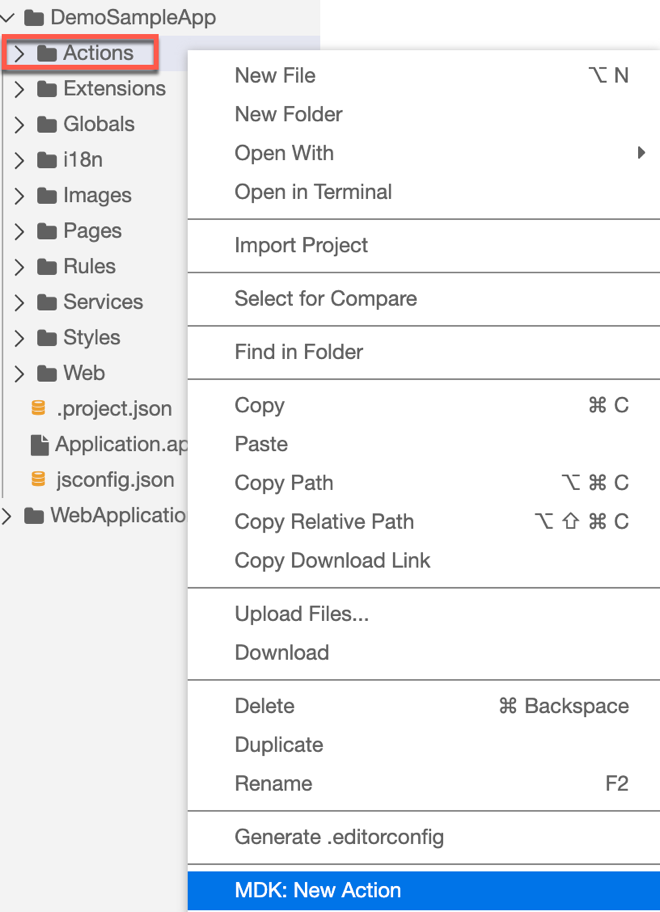 DemoSampleApp
Actions
Extensions
Globals
i18n
Images
Pages
Rules
Services
Styles
Web
.project.json
Application.ap
jsconfig.json
WebApplicatio
New File ⌥ N
New Folder
Open With
Open in Terminal
Import Project
Select for Compare
Find in Folder
Copy ⌘ C
Paste
Copy Path ⌥ ⌘ C
Copy Relative Path ⌥ ⇧ ⌘ C
Copy Download Link
Upload Files...
Download
Delete ⌘ Backspace
Duplicate
Rename F2
Generate .editorconfig
MDK: New Action